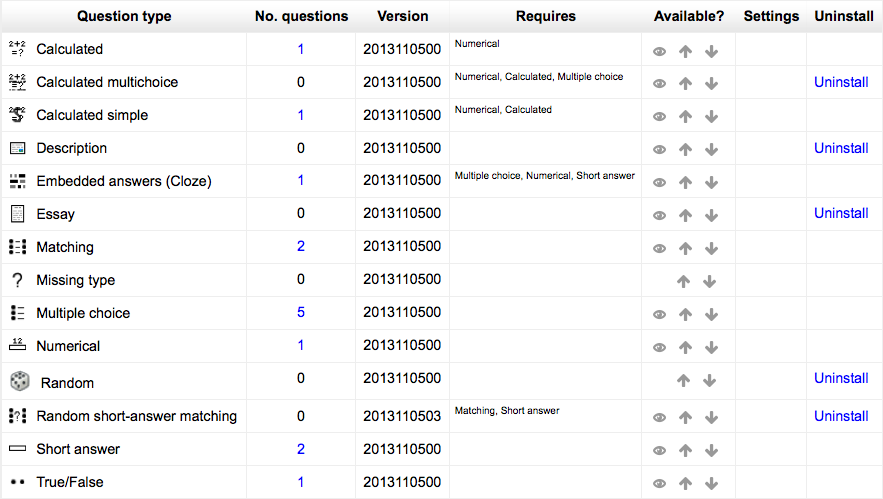 Question type No. questions Version Requires Available? Settings Uninstall
Calculated 1 2013110500 Numerical
Calculated multichoice 0 2013110500 Numerical, Calculated, Multiple choice Uninstall
Calculated simple 1 2013110500 Numerical, Calculated
Description 0 2013110500 Uninstall
Embedded answers (Cloze) 1 2013110500 Multiple choice, Numerical, Short answer
Essay 0 2013110500 Uninstall
Matching 2 2013110500
? Missing type 0 2013110500
Multiple choice 5 2013110500
12 Numerical 1 2013110500
Random 0 2013110500 Uninstall
Random short-answer matching 0 2013110503 Matching, Short answer Uninstall
Short answer 2 2013110500
True/False 1 2013110500